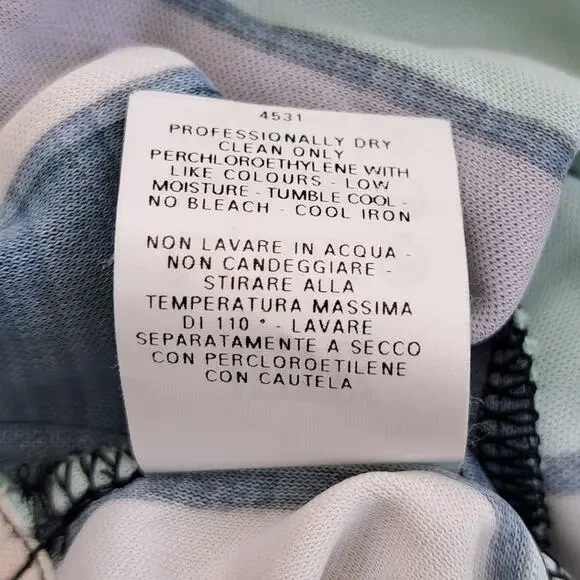 4531
PROFESSIONALLY DRY
CLEAN ONLY
PERCHLOROETHYLENE WITH
LIKE COLOURS - LOW
MOISTURE - TUMBLE COOL -
NO BLEACH - COOL IRON
NON LAVARE IN ACQUA -
NON CANDEGGIARE -
STIRARE ALLA
TEMPERATURA MASSIMA
DI 110 ° - LAVARE
SEPARATAMENTE A SECCO
CON PERCLOROETILENE
CON CAUTELA